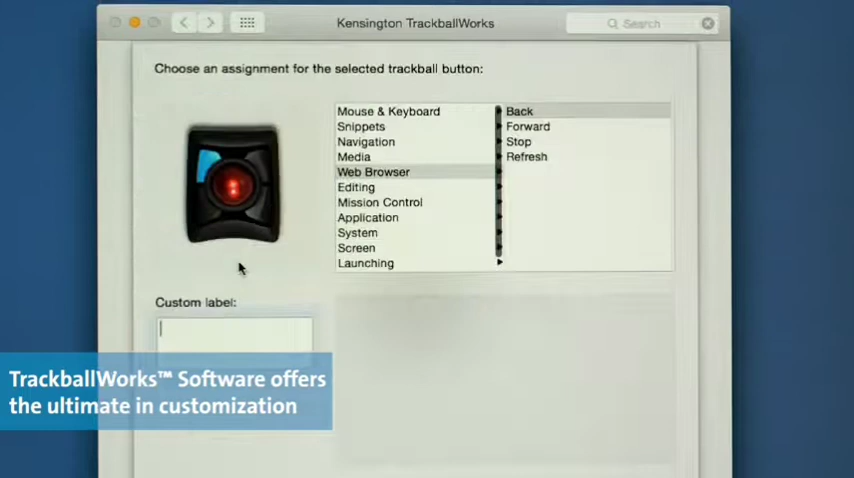 Kensington TrackballWorks
Search
Choose an assignment for the selected trackball button:
Mouse & Keyboard
Snippets
Navigation
Media
Web Browser
Editing
Mission Control
Application
System
Screen
Launching
Back
Forward
Stop
Refresh
Custom label:
TrackballWorks™ Software offers
the ultimate in customization